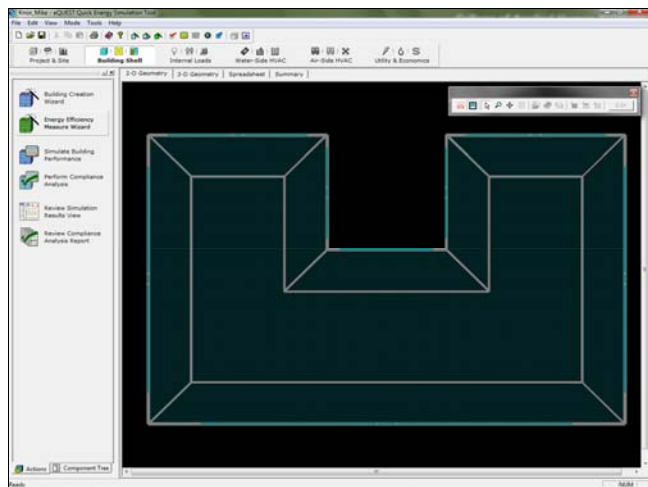 Knox_Mike - eQUEST Quick Energy Simulation Tool
File Edit View Mode Tools Help
Project & Site Building Shell Internal Loads Water-Side HVAC Air-Side HVAC Utility & Economics
2-D Geometry 3-D Geometry Spreadsheet Summary
Building Creation
Wizard
Energy Efficiency
Measure Wizard
Simulate Building
Performance
Perform Compliance
Analysis
Review Simulation
Results View
Review Compliance
Analysis Report
Actions Component Tree
Ready NUM